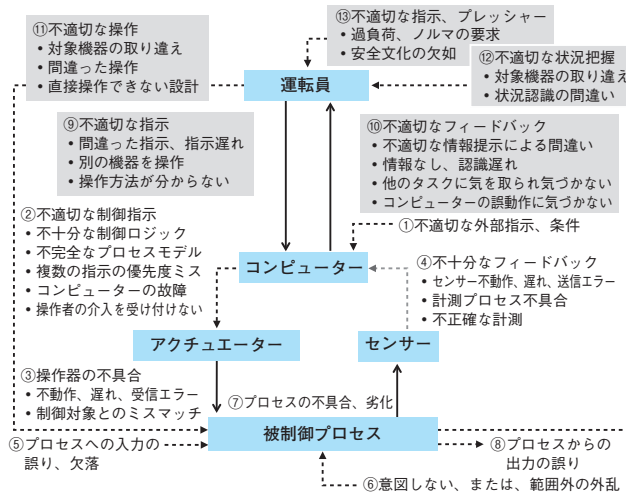 ⑪不適切な操作
・対象機器の取り違え
・間違った操作
・直接操作できない設計
⑬不適切な指示、プレッシャー
・過負荷、ノルマの要求
・安全文化の欠如
⑫不適切な状況把握
・対象機器の取り違え
・状況認識の間違い
運転員
⑨不適切な指示
・間違った指示、指示遅れ
・別の機器を操作
・操作方法が分からない
⑩不適切なフィードバック
・不適切な情報提示による間違い
・情報なし、認識遅れ
・他のタスクに気を取られ気づかない
・コンピューターの誤動作に気づかない
②不適切な制御指示
・不十分な制御ロジック
・不完全なプロセスモデル
・複数の指示の優先度ミス
・コンピューターの故障
・操作者の介入を受け付けない
①不適切な外部指示、条件
コンピューター
④不十分なフィードバック
・センサー不動作、遅れ、送信エラー
・計測プロセス不具合
・不正確な計測
アクチュエーター
センサー
③操作器の不具合
・不動作、遅れ、受信エラー
・制御対象とのミスマッチ
⑦プロセスの不具合、劣化
被制御プロセス
⑤プロセスへの入力の
誤り、欠落
⑧プロセスからの
出力の誤り
⑥意図しない、または、範囲外の外乱